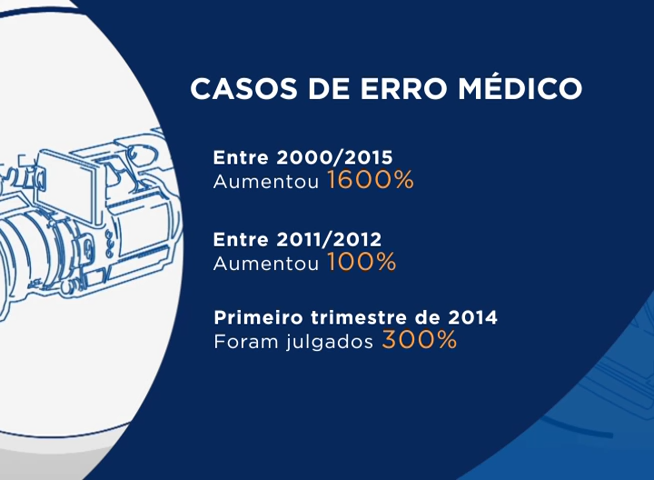 CASOS DE ERRO MÉDICO
Entre 2000/2015
Aumentou 1600%
Entre 2011/2012
Aumentou 100%
Primeiro trimestre de 2014
Foram julgados 300%